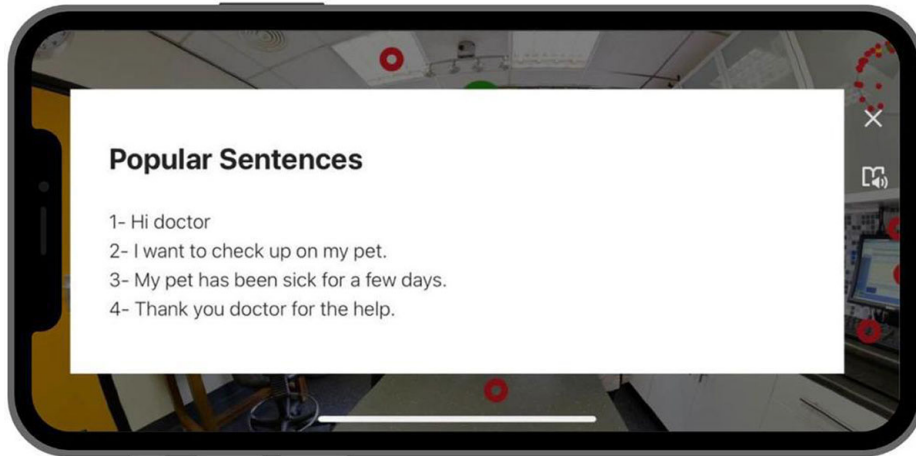 Popular Sentences
1- Hi doctor
2- I want to check up on my pet.
3- My pet has been sick for a few days.
4- Thank you doctor for the help.